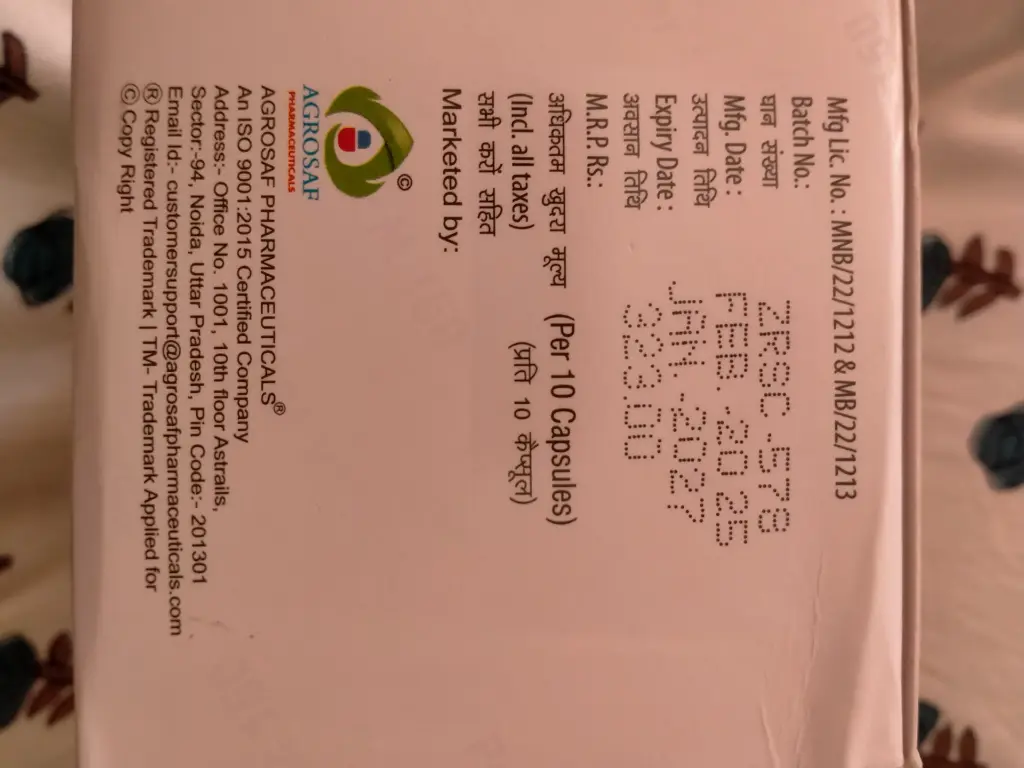 Mfg Lic. No. : MNB/22/1212 & MB/22/1213
Batch No.: ZRSC-578
घान संख्या
Mfg. Date : FEB.-2025
उत्पादन तिथि
Expiry Date : JAN.-2027
अवसान तिथि
M.R.P. Rs.: 323.00
अधिकतम खुदरा मूल्य (Per 10 Capsules)
(Incl. all taxes) (प्रति 10 कैप्सूल)
सभी करों सहित
Marketed by:
©
AGROSAF
PHARMACEUTICALS
AGROSAF PHARMACEUTICALS®
An ISO 9001:2015 Certified Company
Address:- Office No. 1001, 10th floor Astrails,
Sector:-94, Noida, Uttar Pradesh, Pin Code:- 201301
Email Id:- customersupport@agrosafpharmaceuticals.com
® Registered Trademark | TM- Trademark Applied for
© Copy Right